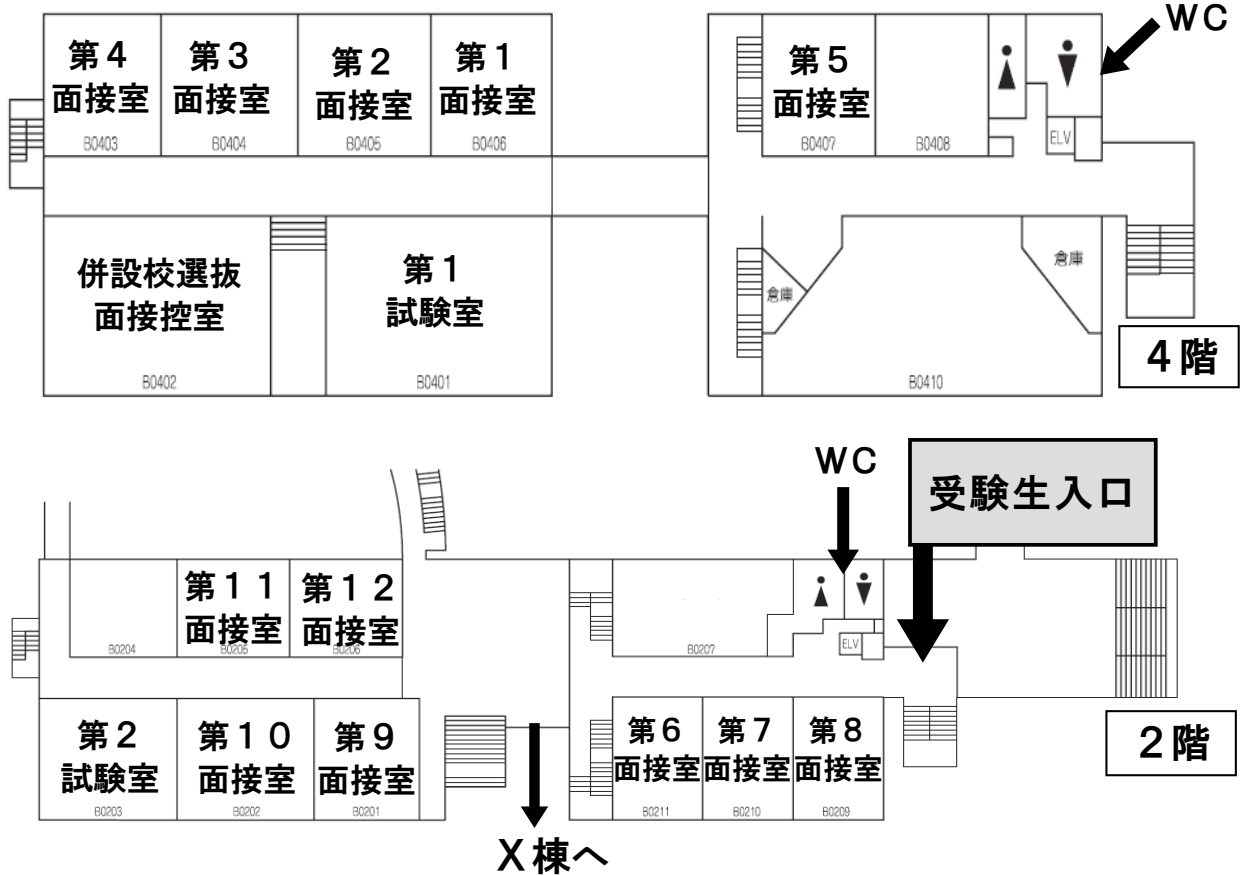 WC
第4
面接室
B0403
第3
面接室
B0404
第2
面接室
B0405
第1
面接室
B0406
第5
面接室
B0407
B0408
ELV
併設校選抜
面接控室
B0402
第1
試験室
B0401
倉庫
倉庫
B0410
4階
WC
受験生入口
B0204
第11
面接室
B0205
第12
面接室
B0206
B0207
ELV
第2
試験室
B0203
第10
面接室
B0202
第9
面接室
B0201
第6
面接室
B0211
第7
面接室
B0210
第8
面接室
B0209
2階
X棟へ